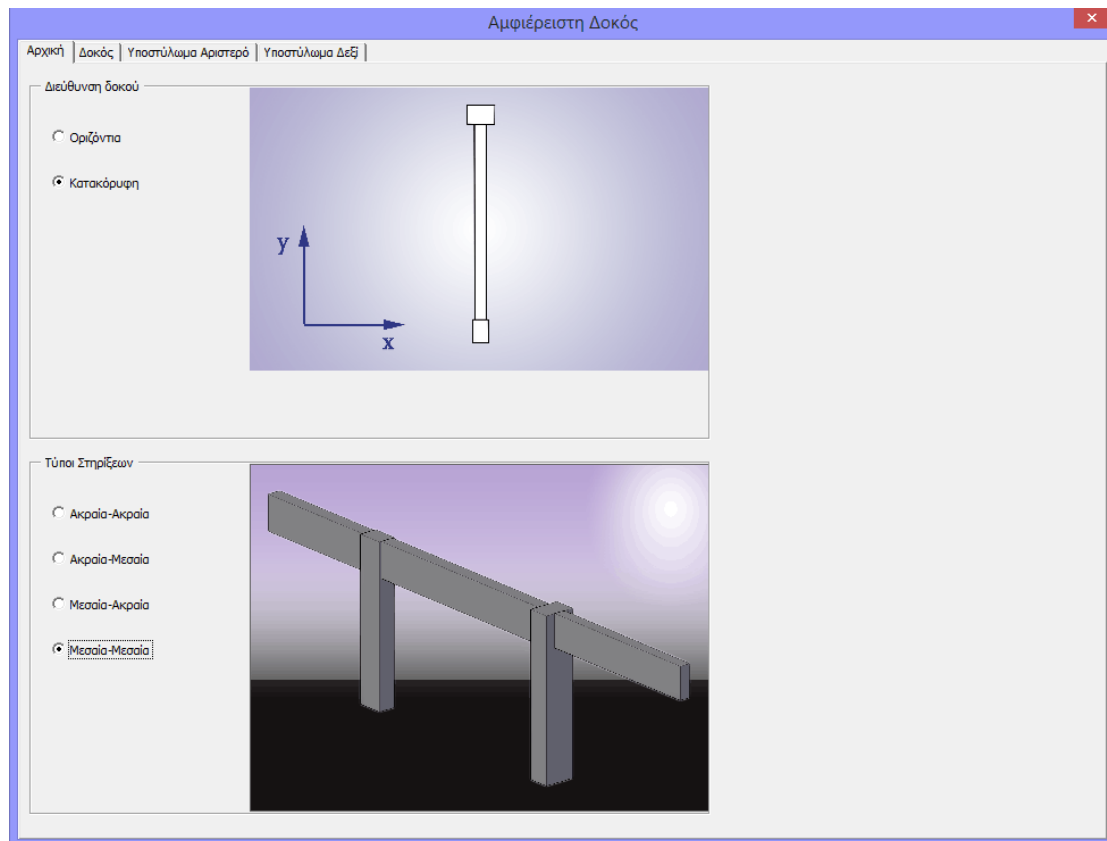 Αμφιέρειστη Δοκός
Αρχική Δοκός Υποστύλωμα Αριστερό Υποστύλωμα Δεξί
Διεύθυνση δοκού
Οριζόντια
Κατακόρυφη
y
x
Τύποι Στηρίξεων
Ακραία-Ακραία
Ακραία-Μεσαία
Μεσαία-Ακραία
Μεσαία-Μεσαία